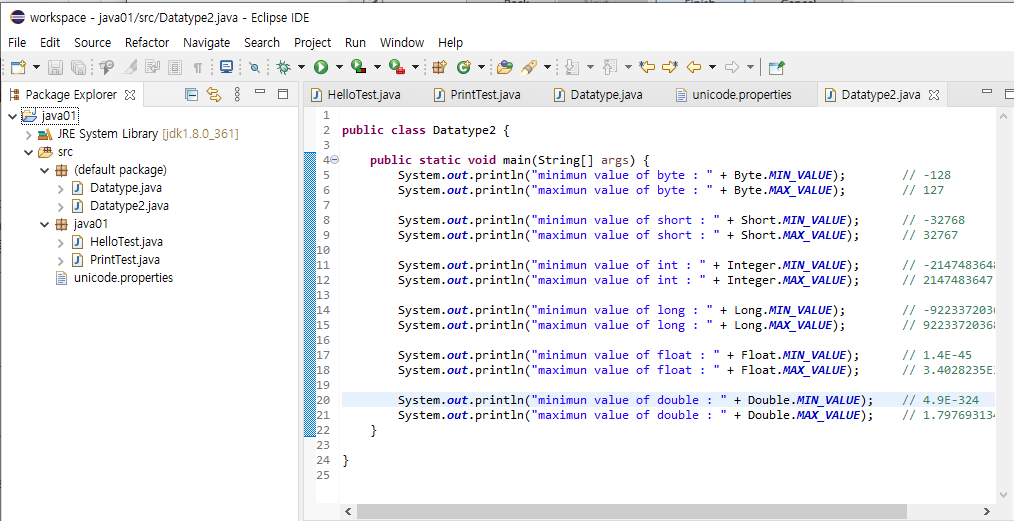 workspace - java01/src/Datatype2.java - Eclipse IDE
File Edit Source Refactor Navigate Search Project Run Window Help
Package Explorer
HelloTest.java PrintTest.java Datatype.java unicode.properties Datatype2.java
java01
JRE System Library [jdk1.8.0_361]
src
(default package)
Datatype.java
Datatype2.java
java01
HelloTest.java
PrintTest.java
unicode.properties
1
2 public class Datatype2 {
3
4 public static void main(String[] args) {
5 System.out.println("minimun value of byte : " + Byte.MIN_VALUE); // -128
6 System.out.println("maximun value of byte : " + Byte.MAX_VALUE); // 127
7
8 System.out.println("minimun value of short : " + Short.MIN_VALUE); // -32768
9 System.out.println("maximun value of short : " + Short.MAX_VALUE); // 32767
10
11 System.out.println("minimun value of int : " + Integer.MIN_VALUE); // -2147483648
12 System.out.println("maximun value of int : " + Integer.MAX_VALUE); // 2147483647
13
14 System.out.println("minimun value of long : " + Long.MIN_VALUE); // -922337203
15 System.out.println("maximun value of long : " + Long.MAX_VALUE); // 922337203
16
17 System.out.println("minimun value of float : " + Float.MIN_VALUE); // 1.4E-45
18 System.out.println("maximun value of float : " + Float.MAX_VALUE); // 3.4028235E
19
20 System.out.println("minimun value of double : " + Double.MIN_VALUE); // 4.9E-324
21 System.out.println("maximun value of double : " + Double.MAX_VALUE); // 1.79769313
22 }
23
24 }
25